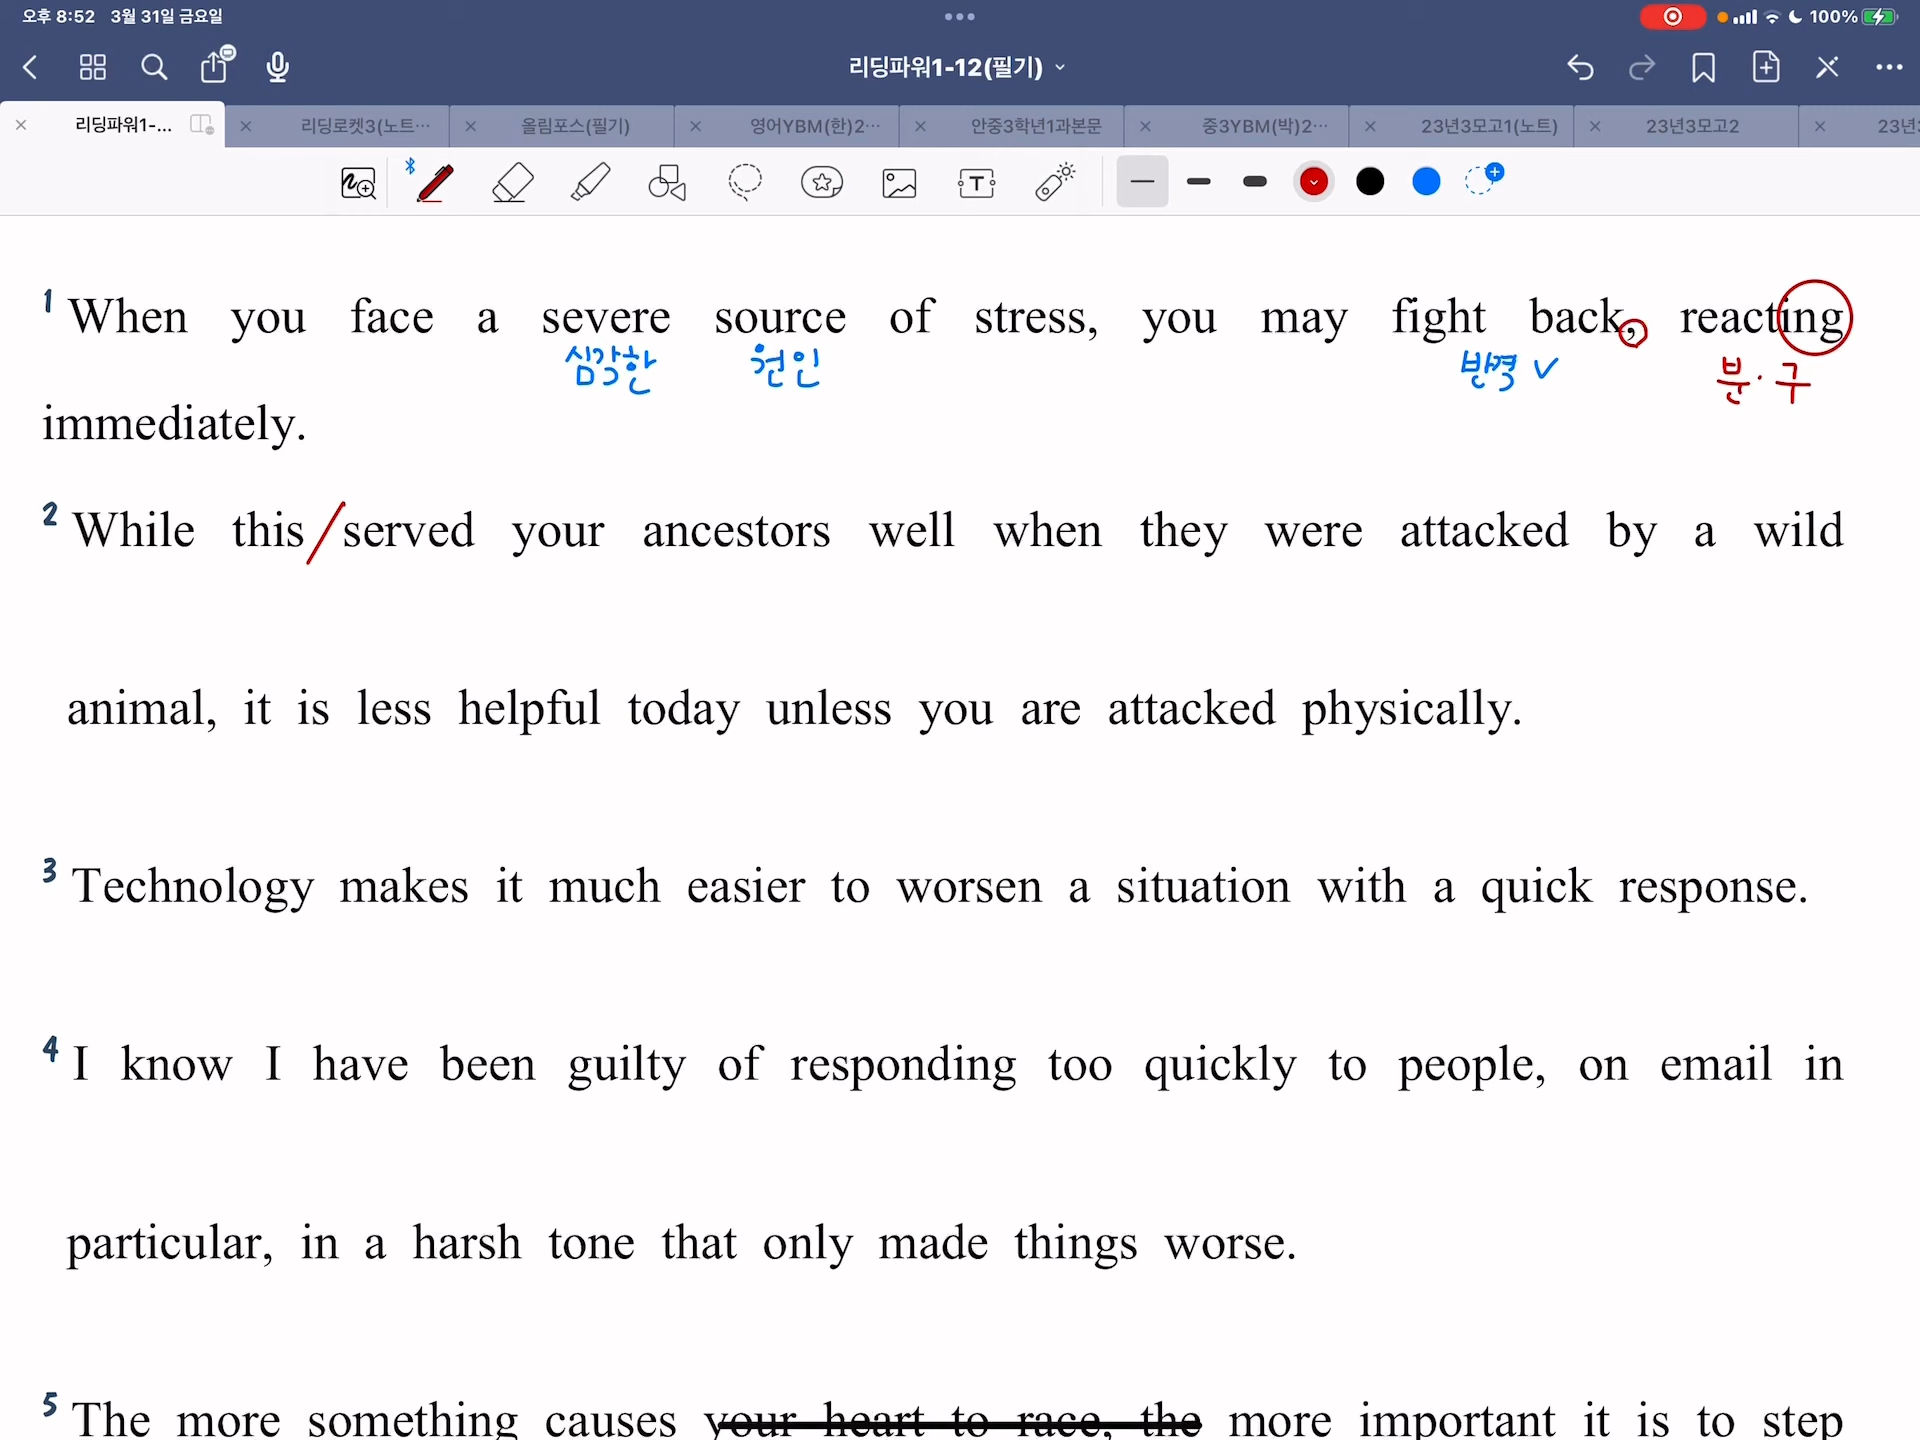 오후 8:52 3월 31일 금요일
100%
리딩파워1-12(필기)
리딩파워1-... 리딩로켓3(노트… 올림포스(필기) 영어YBM(한)2… 안중3학년1과본문 중3YBM(박)2… 23년3모고1(노트) 23년3모고2
T
1 When you face a severe source of stress, you may fight back, reacting
심각한 원인 반격 V 분·구
immediately.
2 While this / served your ancestors well when they were attacked by a wild
animal, it is less helpful today unless you are attacked physically.
3 Technology makes it much easier to worsen a situation with a quick response.
4 I know I have been guilty of responding too quickly to people, on email in
particular, in a harsh tone that only made things worse.
5 The more something causes your heart to race, the more important it is to step